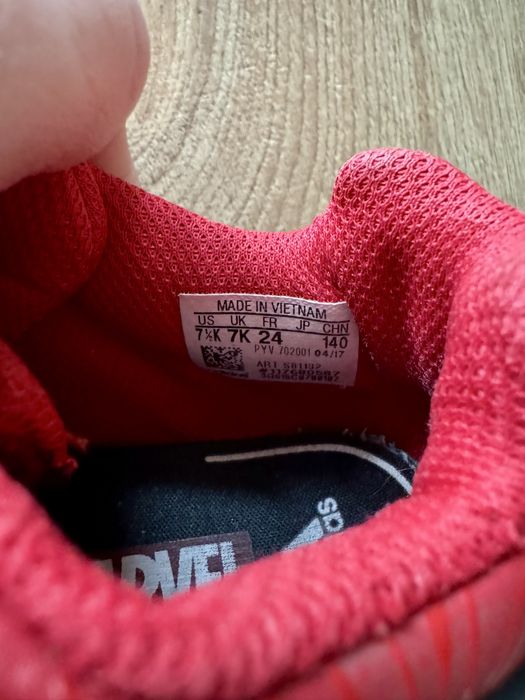 MADE IN VIETNAM
US UK FR JP CHN
7½K 7K 24 140
PYV 702001 04/17
ART S81192
MARVEL